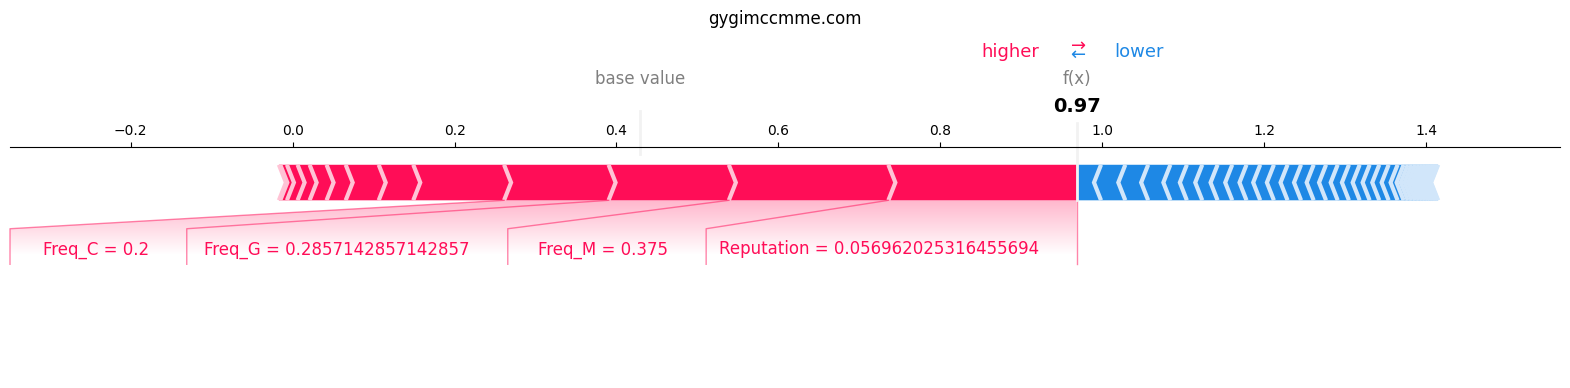 gygimccmme.com
higher ⇄ lower
base value f(x)
0.97
−0.2 0.0 0.2 0.4 0.6 0.8 1.0 1.2 1.4
Freq_C = 0.2 Freq_G = 0.2857142857142857 Freq_M = 0.375 Reputation = 0.056962025316455694